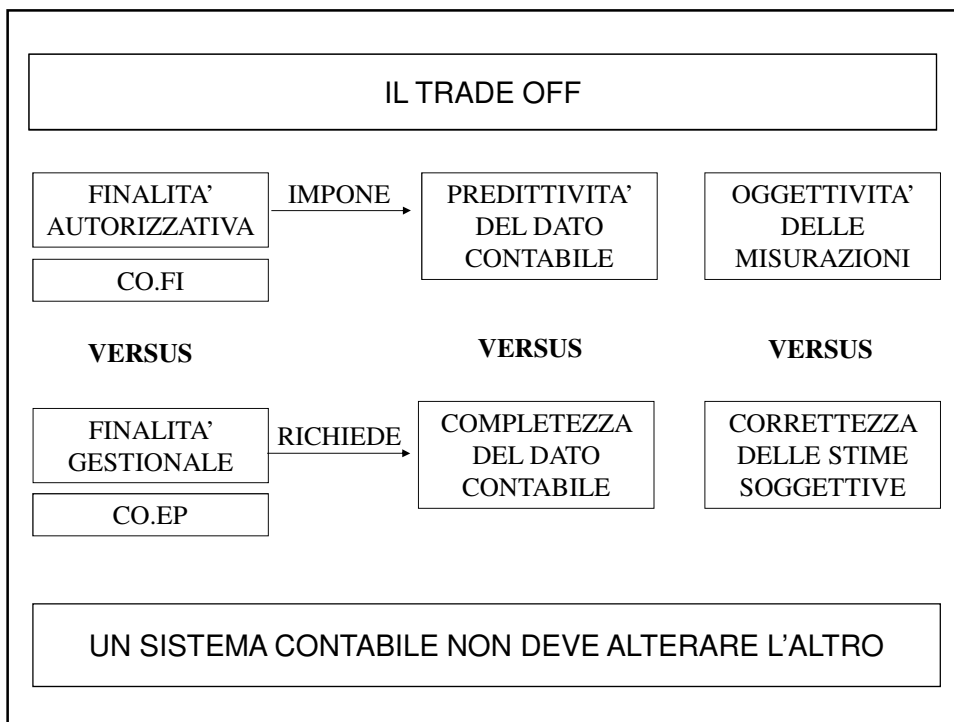 IL TRADE OFF
FINALITA'
AUTORIZZATIVA
IMPONE
PREDITTIVITA'
DEL DATO
CONTABILE
OGGETTIVITA'
DELLE
MISURAZIONI
CO.FI
VERSUS
VERSUS
VERSUS
FINALITA'
GESTIONALE
RICHIEDE
COMPLETEZZA
DEL DATO
CONTABILE
CORRETTEZZA
DELLE STIME
SOGGETTIVE
CO.EP
UN SISTEMA CONTABILE NON DEVE ALTERARE L'ALTRO